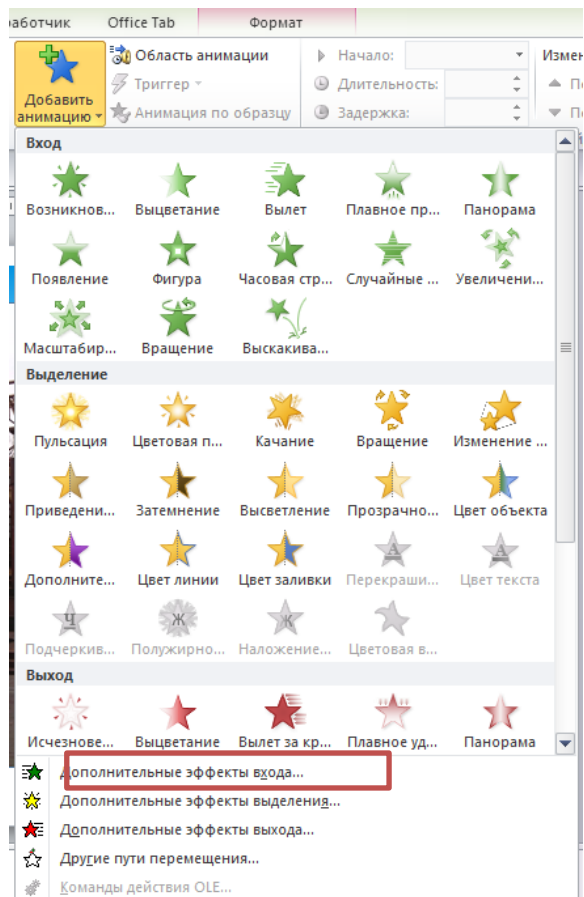 аботчик Office Tab Формат
Добавить анимацию
Область анимации
Триггер
Анимация по образцу
Начало:
Длительность:
Задержка:
Измен
Вход
Возникнов... Выцветание Вылет Плавное пр... Панорама
Появление Фигура Часовая стр... Случайные ... Увеличени...
Масштабир... Вращение Выскакива...
Выделение
Пульсация Цветовая п... Качание Вращение Изменение ...
Приведени... Затемнение Высветление Прозрачно... Цвет объекта
Дополните... Цвет линии Цвет заливки Перекраши... Цвет текста
Ч Ж Ж
Подчеркив... Полужирно... Наложение... Цветовая в...
Выход
Исчезнове... Выцветание Вылет за кр... Плавное уд... Панорама
Дополнительные эффекты входа...
Дополнительные эффекты выделения...
Дополнительные эффекты выхода...
Другие пути перемещения...
Команды действия OLE...